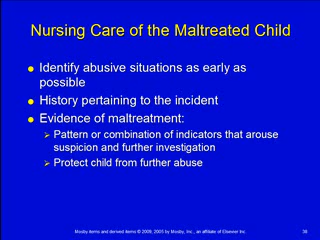 Nursing Care of the Maltreated Child
Identify abusive situations as early as
possible
History pertaining to the incident
Evidence of maltreatment:
Pattern or combination of indicators that arouse
suspicion and further investigation
Protect child from further abuse
Mosby items and derived items © 2009, 2005 by Mosby, Inc., an affiliate of Elsevier Inc.
38